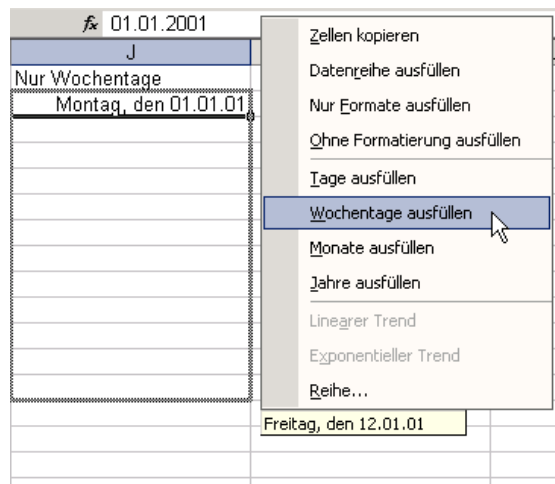 fx 01.01.2001
J
Nur Wochentage
Montag, den 01.01.01
Zellen kopieren
Datenreihe ausfüllen
Nur Formate ausfüllen
Ohne Formatierung ausfüllen
Tage ausfüllen
Wochentage ausfüllen
Monate ausfüllen
Jahre ausfüllen
Linearer Trend
Exponentieller Trend
Reihe...
Freitag, den 12.01.01